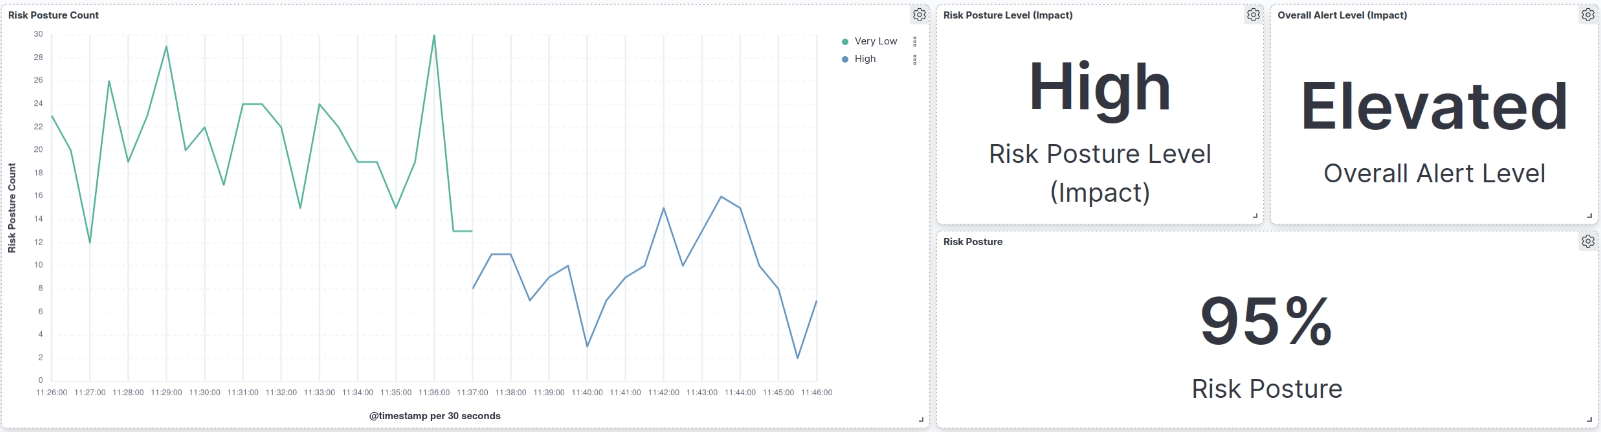 Risk Posture Count
Risk Posture Count
30
28
26
24
22
20
18
16
14
12
10
8
6
4
2
0
11:26:00 11:27:00 11:28:00 11:29:00 11:30:00 11:31:00 11:32:00 11:33:00 11:34:00 11:35:00 11:36:00 11:37:00 11:38:00 11:39:00 11:40:00 11:41:00 11:42:00 11:43:00 11:44:00 11:45:00 11:46:00
@timestamp per 30 seconds
Very Low
High
Risk Posture Level (Impact)
High
Risk Posture Level
(Impact)
Overall Alert Level (Impact)
Elevated
Overall Alert Level
Risk Posture
95%
Risk Posture